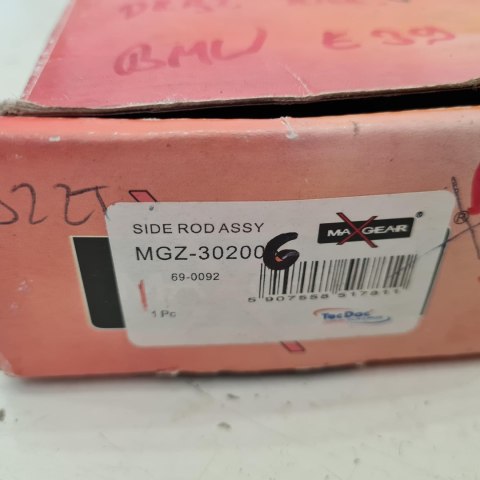 BMW E39
SIDE ROD ASSY
MAXGEAR ®
MGZ-302006
69-0092
5 907558 517811
1 Pc
TecDoc